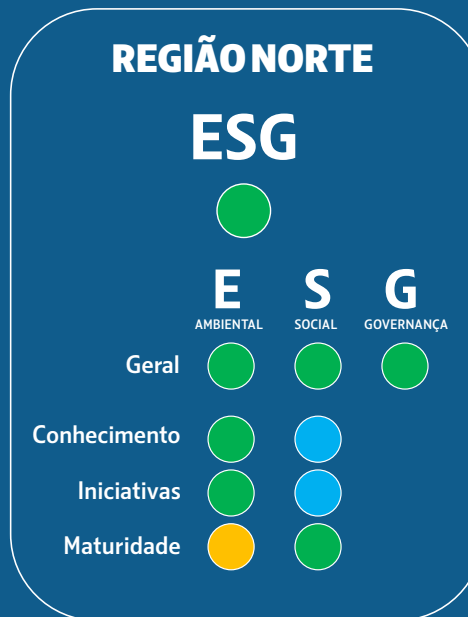 REGIÃO NORTE
ESG
E S G
AMBIENTAL SOCIAL GOVERNANÇA
Geral
Conhecimento
Iniciativas
Maturidade